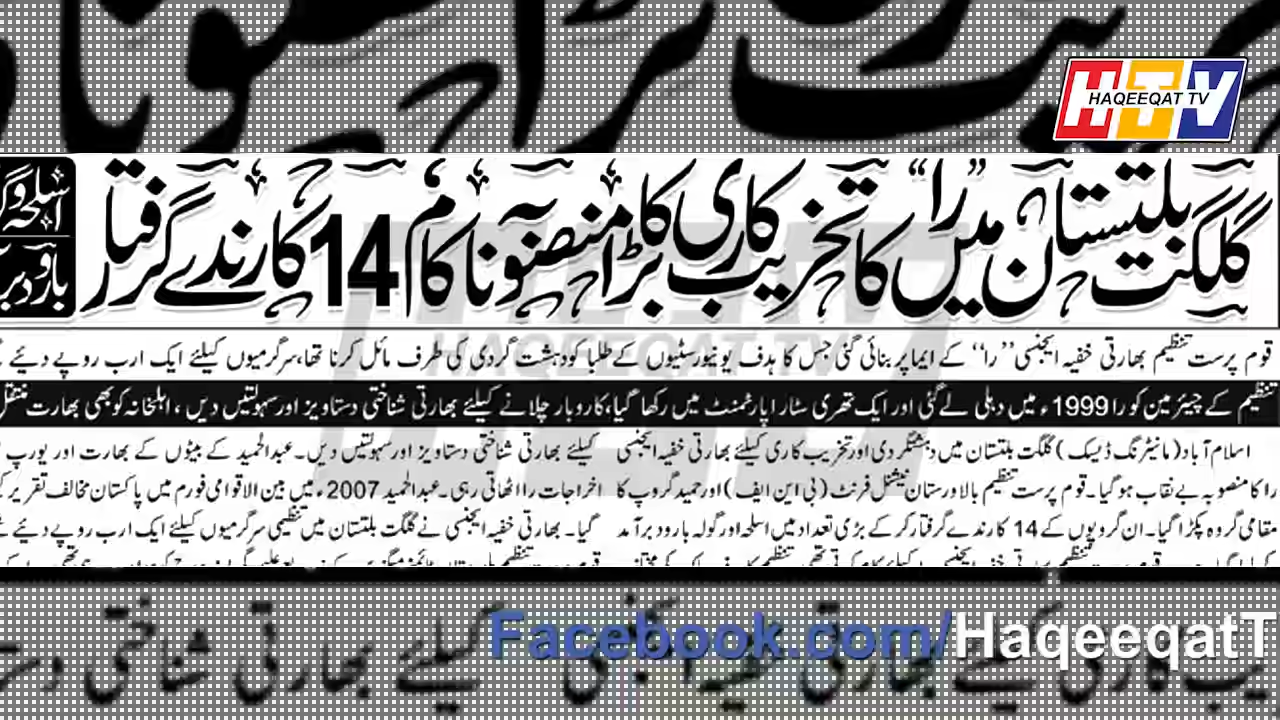 HTV
HAQEEQAT TV
گلگت بلتستان میں ”را“ کا تخریب کاری کا بڑا منصوبہ ناکام 14 کارندے گرفتار
اسلحہ و گ
بارود بر
قوم پرست تنظیم بھارتی خفیہ ایجنسی ’’را‘‘ کے ایما پر بنائی گئی جس کا ہدف یونیورسٹیوں کے طلبا کو دہشت گردی کی طرف مائل کرنا تھا، سرگرمیوں کیلئے ایک ارب روپے دیئے
تنظیم کے چیئرمین کو را 1999ء میں دہلی لے گئی اور ایک تھری سٹار اپارٹمنٹ میں رکھا گیا، کاروبار چلانے کیلئے بھارتی شناختی دستاویز اور سہولتیں دیں، اہلخانہ کو بھی بھارت منتقل
اسلام آباد (مانیٹرنگ ڈیسک) گلگت بلتستان میں دہشتگردی اور تخریب کاری کیلئے بھارتی خفیہ ایجنسی
را کا منصوبہ بے نقاب ہو گیا۔ قوم پرست تنظیم بالاورستان نیشنل فرنٹ (بی این ایف) اور حمید گروپ کا
مقامی گروہ پکڑا گیا۔ ان گروپوں کے 14 کارندے گرفتار کر کے بڑی تعداد میں اسلحہ اور گولہ بارود برآمد
کیلئے بھارتی شناختی دستاویز اور سہولتیں دیں۔ عبدالحمید کے بیٹوں کے بھارت اور یورپ
اخراجات را اٹھاتی رہی۔ عبدالحمید 2007ء میں بین الاقوامی فورم میں پاکستان مخالف تقریر
گیا۔ بھارتی خفیہ ایجنسی نے گلگت بلتستان میں تنظیمی سرگرمیوں کیلئے ایک ارب روپے دیئے
Facebook.com/HaqeeqatT